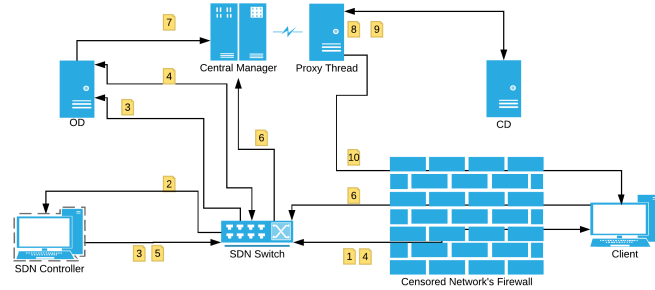 7
8 9
Central Manager
Proxy Thread
4
OD
3
CD
6
10
2
6
SDN Switch
3 5
1 4
SDN Controller
Client
Censored Network's Firewall